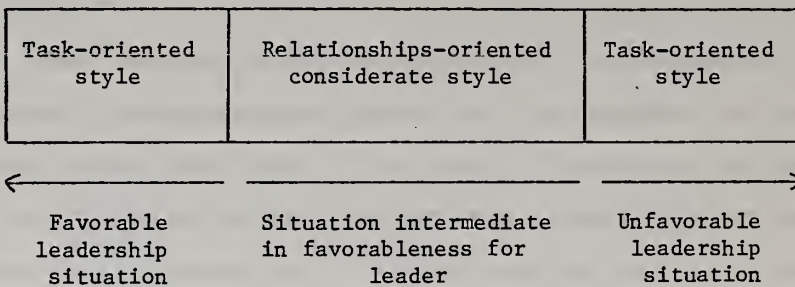 Task-oriented
style
Relationships-oriented
considerate style
Task-oriented
style
Favorable
leadership
situation
Situation intermediate
in favorableness for
leader
Unfavorable
leadership
situation